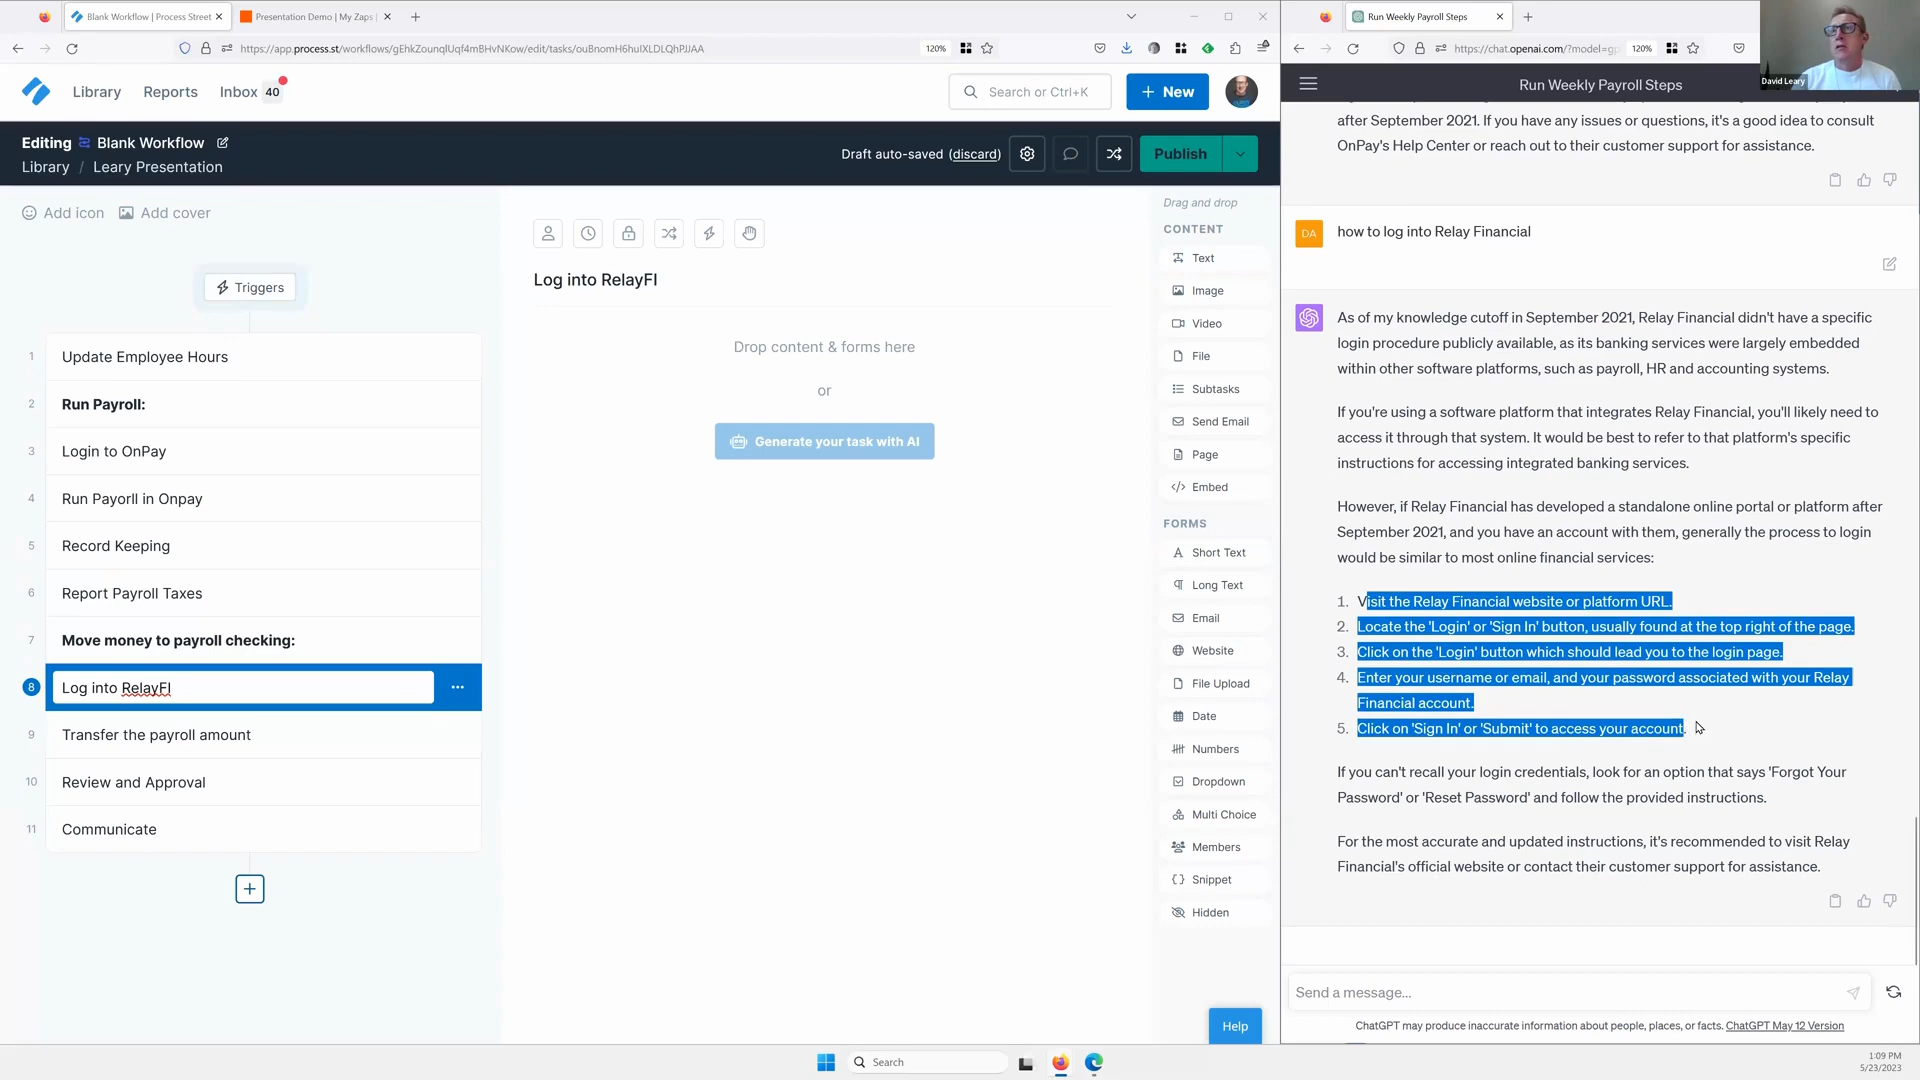 Blank Workflow | Process Street
Presentation Demo | My Zaps |
https://app.process.st/workflows/gEhkZounqlUqf4mBHvNKow/edit/tasks/ouBnomH6huIXLDLQhPJJAA
120%
Library
Reports
Inbox
40
Search or Ctrl+K
New
Editing
Blank Workflow
Library / Leary Presentation
Draft auto-saved (discard)
Publish
Add icon
Add cover
Triggers
1 Update Employee Hours
2 Run Payroll:
3 Login to OnPay
4 Run Payorll in Onpay
5 Record Keeping
6 Report Payroll Taxes
7 Move money to payroll checking:
8 Log into RelayFI
9 Transfer the payroll amount
10 Review and Approval
11 Communicate
Log into RelayFI
Drop content & forms here
or
Generate your task with AI
Drag and drop
CONTENT
Text
Image
Video
File
Subtasks
Send Email
Page
Embed
FORMS
Short Text
Long Text
Email
Website
File Upload
Date
Numbers
Dropdown
Multi Choice
Members
Snippet
Hidden
Help
Run Weekly Payroll Steps
https://chat.openai.com/?model=gp
120%
David Leary
Run Weekly Payroll Steps
after September 2021. If you have any issues or questions, it's a good idea to consult
OnPay's Help Center or reach out to their customer support for assistance.
DA
how to log into Relay Financial
As of my knowledge cutoff in September 2021, Relay Financial didn't have a specific
login procedure publicly available, as its banking services were largely embedded
within other software platforms, such as payroll, HR and accounting systems.
If you're using a software platform that integrates Relay Financial, you'll likely need to
access it through that system. It would be best to refer to that platform's specific
instructions for accessing integrated banking services.
However, if Relay Financial has developed a standalone online portal or platform after
September 2021, and you have an account with them, generally the process to login
would be similar to most online financial services:
1. Visit the Relay Financial website or platform URL.
2. Locate the 'Login' or 'Sign In' button, usually found at the top right of the page.
3. Click on the 'Login' button which should lead you to the login page.
4. Enter your username or email, and your password associated with your Relay
Financial account.
5. Click on 'Sign In' or 'Submit' to access your account.
If you can't recall your login credentials, look for an option that says 'Forgot Your
Password' or 'Reset Password' and follow the provided instructions.
For the most accurate and updated instructions, it's recommended to visit Relay
Financial's official website or contact their customer support for assistance.
Send a message...
ChatGPT may produce inaccurate information about people, places, or facts. ChatGPT May 12 Version
Search
1:09 PM
5/23/2023